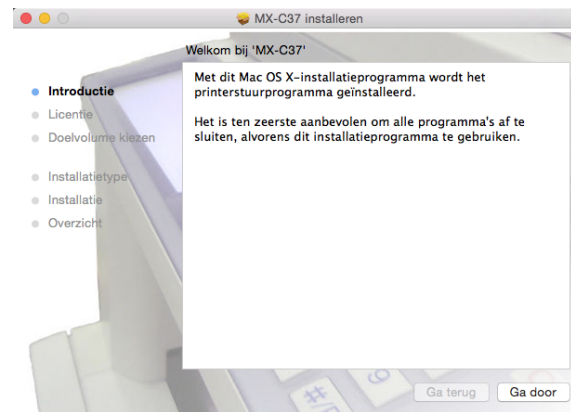 MX-C37 installeren
Welkom bij 'MX-C37'
Introductie
Licentie
Doelvolume kiezen
Installatietype
Installatie
Overzicht
Met dit Mac OS X-installatieprogramma wordt het
printerstuurprogramma geïnstalleerd.
Het is ten zeerste aanbevolen om alle programma's af te
sluiten, alvorens dit installatieprogramma te gebruiken.
#/
9
Ga terug
Ga door